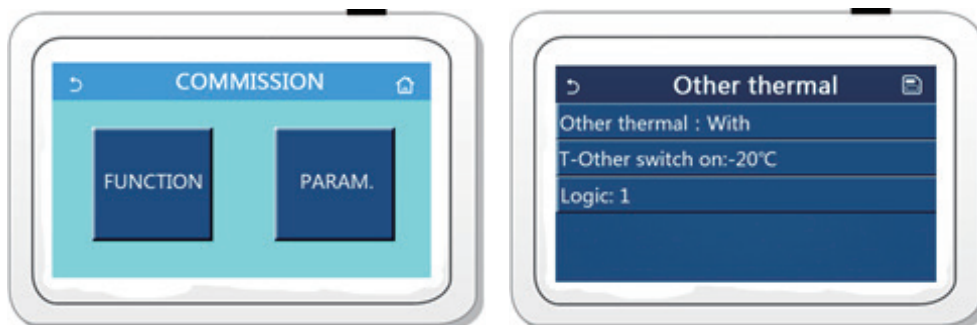 COMMISSION
FUNCTION
PARAM.
Other thermal
Other thermal : With
T-Other switch on:-20℃
Logic: 1